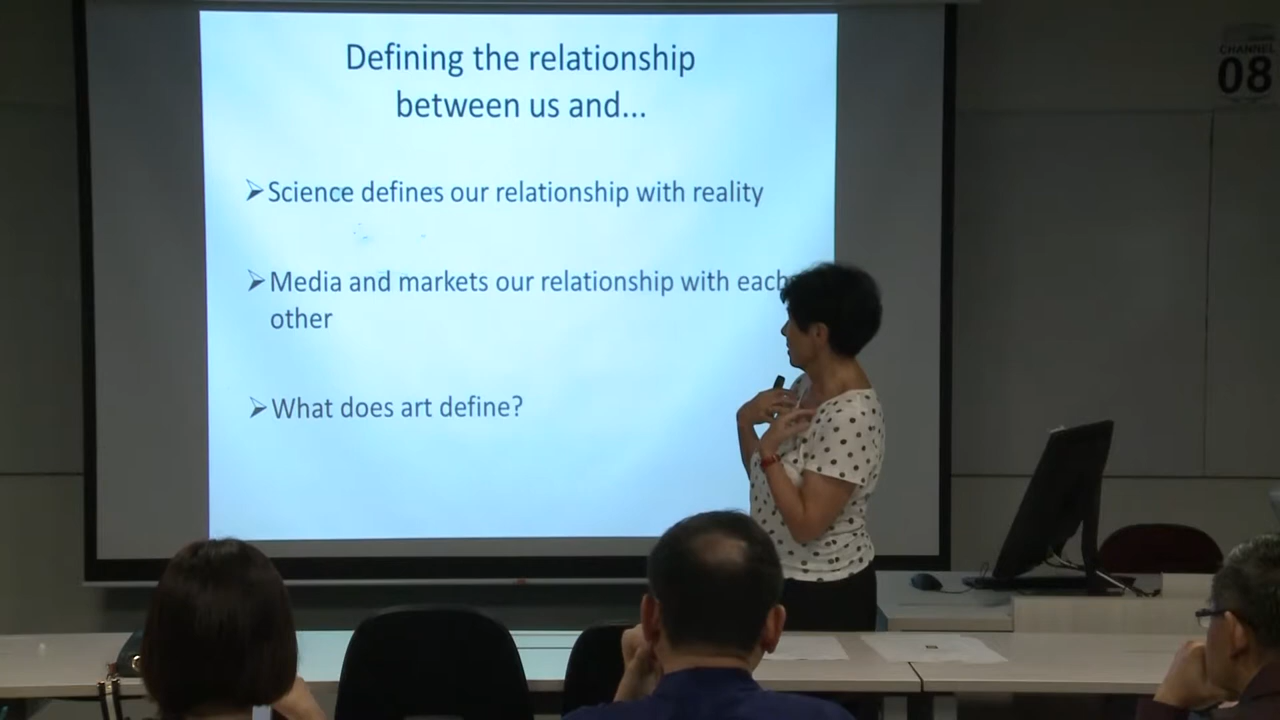 Defining the relationship
between us and...
Science defines our relationship with reality
Media and markets our relationship with each
other
What does art define?
CHANNEL
08